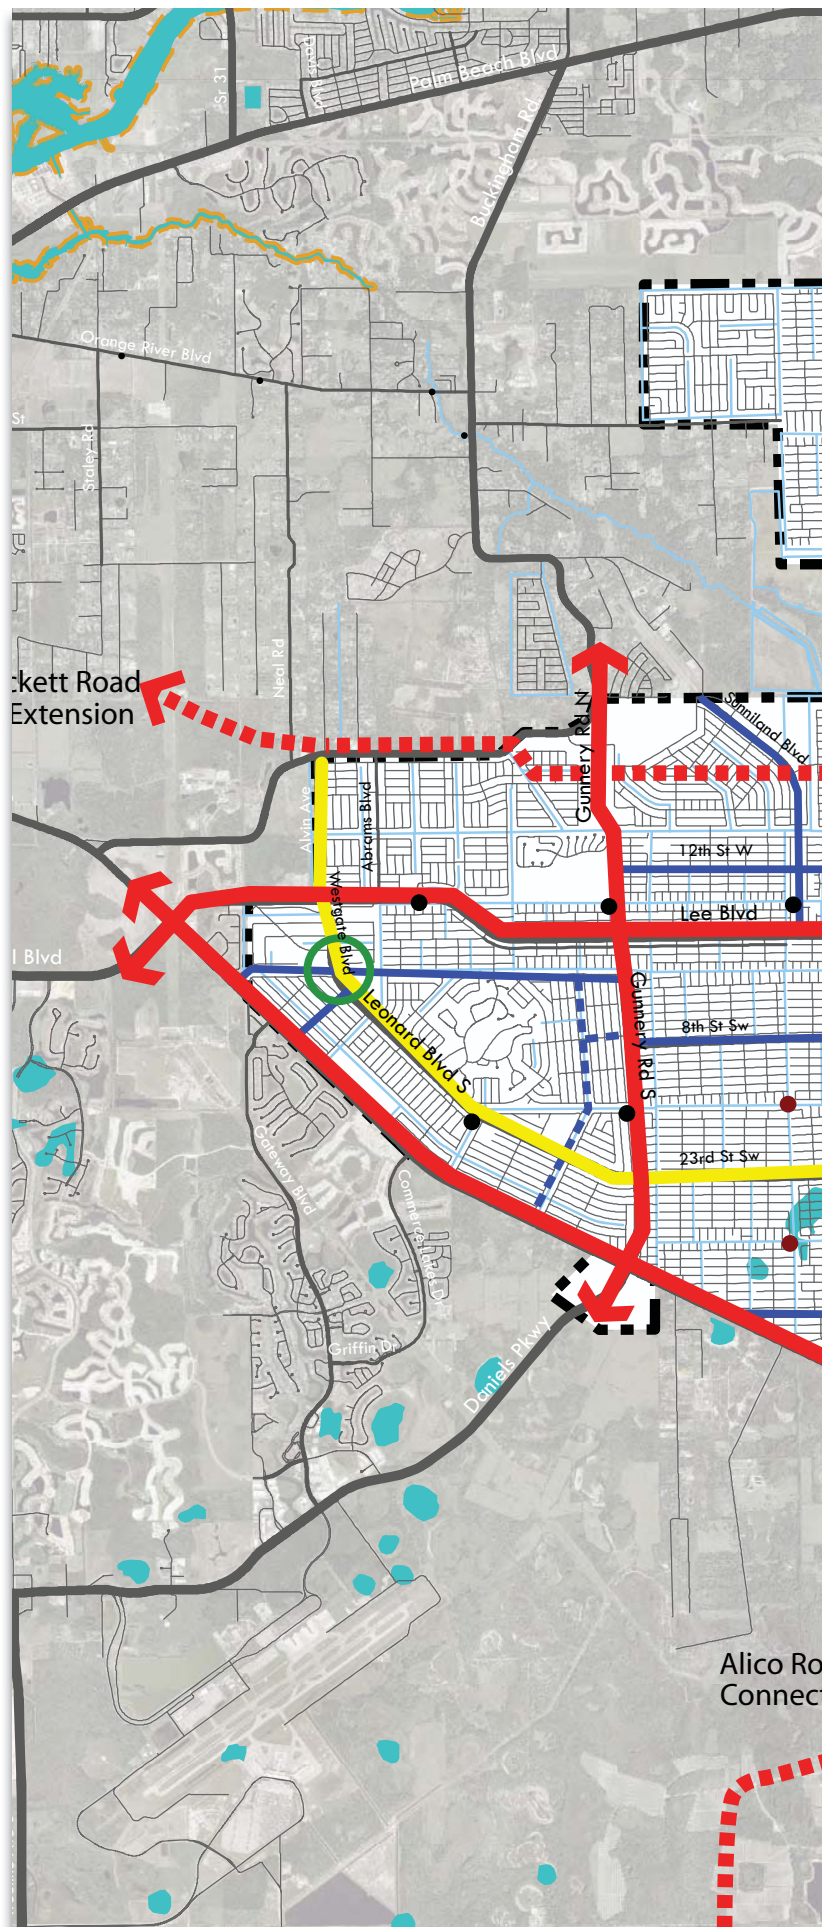 Sr 31
Davis Blvd
Palm Beach Blvd
Buckingham Rd
Orange River Blvd
St
Staley Rd
Neal Rd
ckett Road
Extension
Gunnery Rd N
Sunniland Blvd
Alvin Ave
Abrams Blvd
12th St W
Westgate Blvd
Lee Blvd
l Blvd
Leonard Blvd S
Gunnery Rd S
8th St Sw
23rd St Sw
Gateway Blvd
Commerce Lakes Dr
Griffin Dr
Daniels Pkwy
Alico Ro
Connect